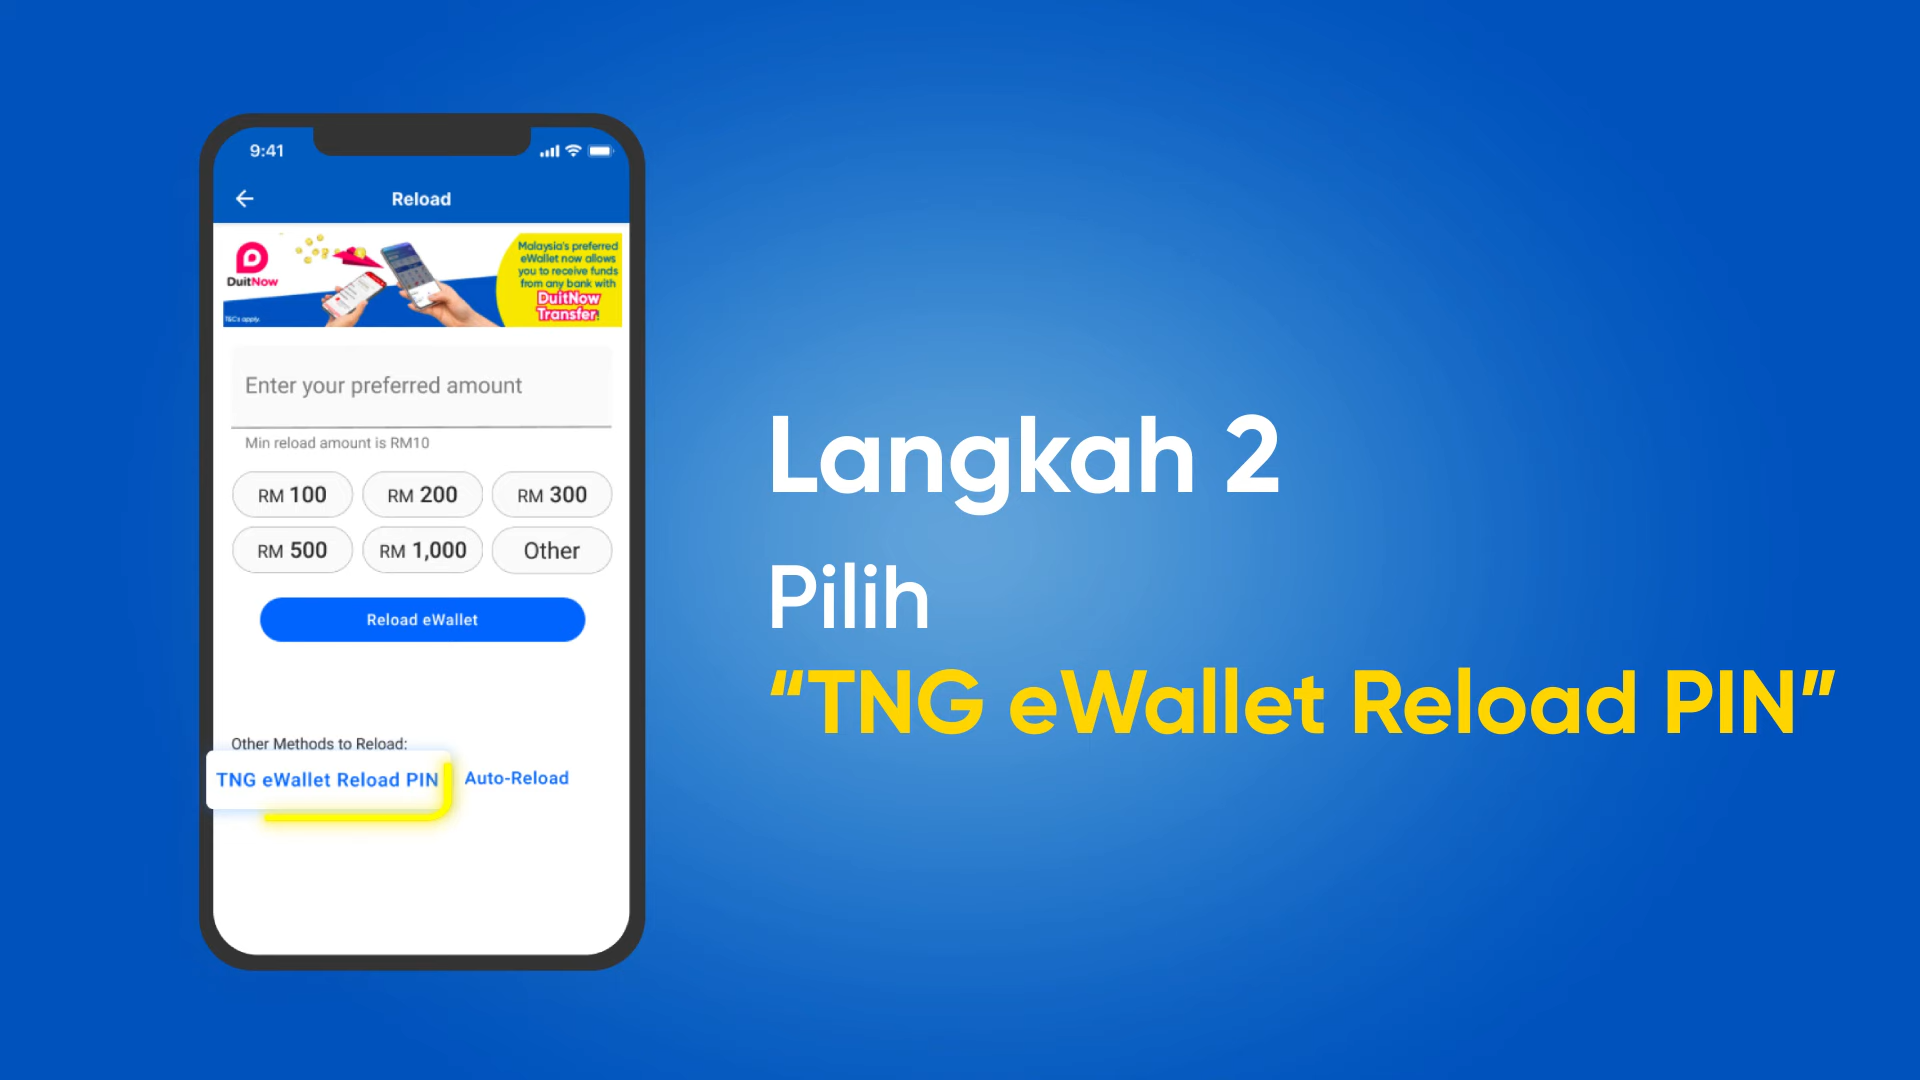 9:41
Reload
DuitNow
Malaysia's preferred
eWallet now allows
you to receive funds
from any bank with
DuitNow
Transfer.
T&Cs apply.
Enter your preferred amount
Min reload amount is RM10
RM 100 RM 200 RM 300
RM 500 RM 1,000 Other
Reload eWallet
Other Methods to Reload:
TNG eWallet Reload PIN Auto-Reload
Langkah 2
Pilih
“TNG eWallet Reload PIN”